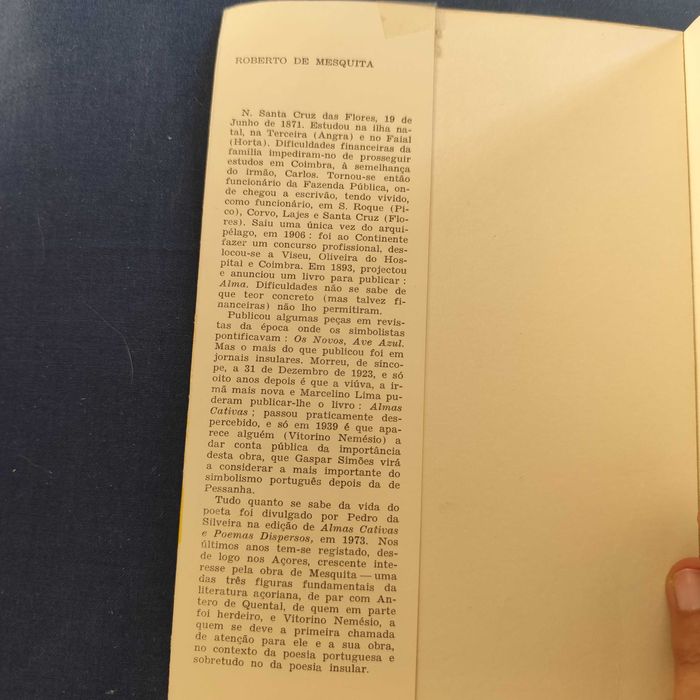 ROBERTO DE MESQUITA
N. Santa Cruz das Flores, 19 de
Junho de 1871. Estudou na ilha na-
tal, na Terceira (Angra) e no Faial
(Horta). Dificuldades financeiras da
família impediram-no de prosseguir
estudos em Coimbra, à semelhança
do irmão, Carlos. Tornou-se então
funcionário da Fazenda Pública, on-
de chegou a escrivão, tendo vivido,
como funcionário, em S. Roque (Pi-
co), Corvo, Lajes e Santa Cruz (Flo-
res). Saiu uma única vez do arqui-
pélago, em 1906 : foi ao Continente
fazer um concurso profissional, des-
locou-se a Viseu, Oliveira do Hos-
pital e Coimbra. Em 1893, projectou
e anunciou um livro para publicar :
Alma. Dificuldades não se sabe de
que teor concreto (mas talvez fi-
nanceiras) não lho permitiram.
Publicou algumas peças em revis-
tas da época onde os simbolistas
pontificavam : Os Novos, Ave Azul.
Mas o mais do que publicou foi em
jornais insulares. Morreu, de sínco-
pe, a 31 de Dezembro de 1923, e só
oito anos depois é que a viúva, a ir-
mã mais nova e Marcelino Lima pu-
deram publicar-lhe o livro : Almas
Cativas ; passou praticamente des-
percebido, e só em 1939 é que apa-
rece alguém (Vitorino Nemésio) a
dar conta pública da importância
desta obra, que Gaspar Simões virá
a considerar a mais importante do
simbolismo português depois da de
Pessanha.
Tudo quanto se sabe da vida do
poeta foi divulgado por Pedro da
Silveira na edição de Almas Cativas
e Poemas Dispersos, em 1973. Nos
últimos anos tem-se registado, des-
de logo nos Açores, crescente inte-
resse pela obra de Mesquita — uma
das três figuras fundamentais da
literatura açoriana, de par com An-
tero de Quental, de quem em parte
foi herdeiro, e Vitorino Nemésio, a
quem se deve a primeira chamada
de atenção para ele e a sua obra,
no contexto da poesia portuguesa e
sobretudo no da poesia insular.